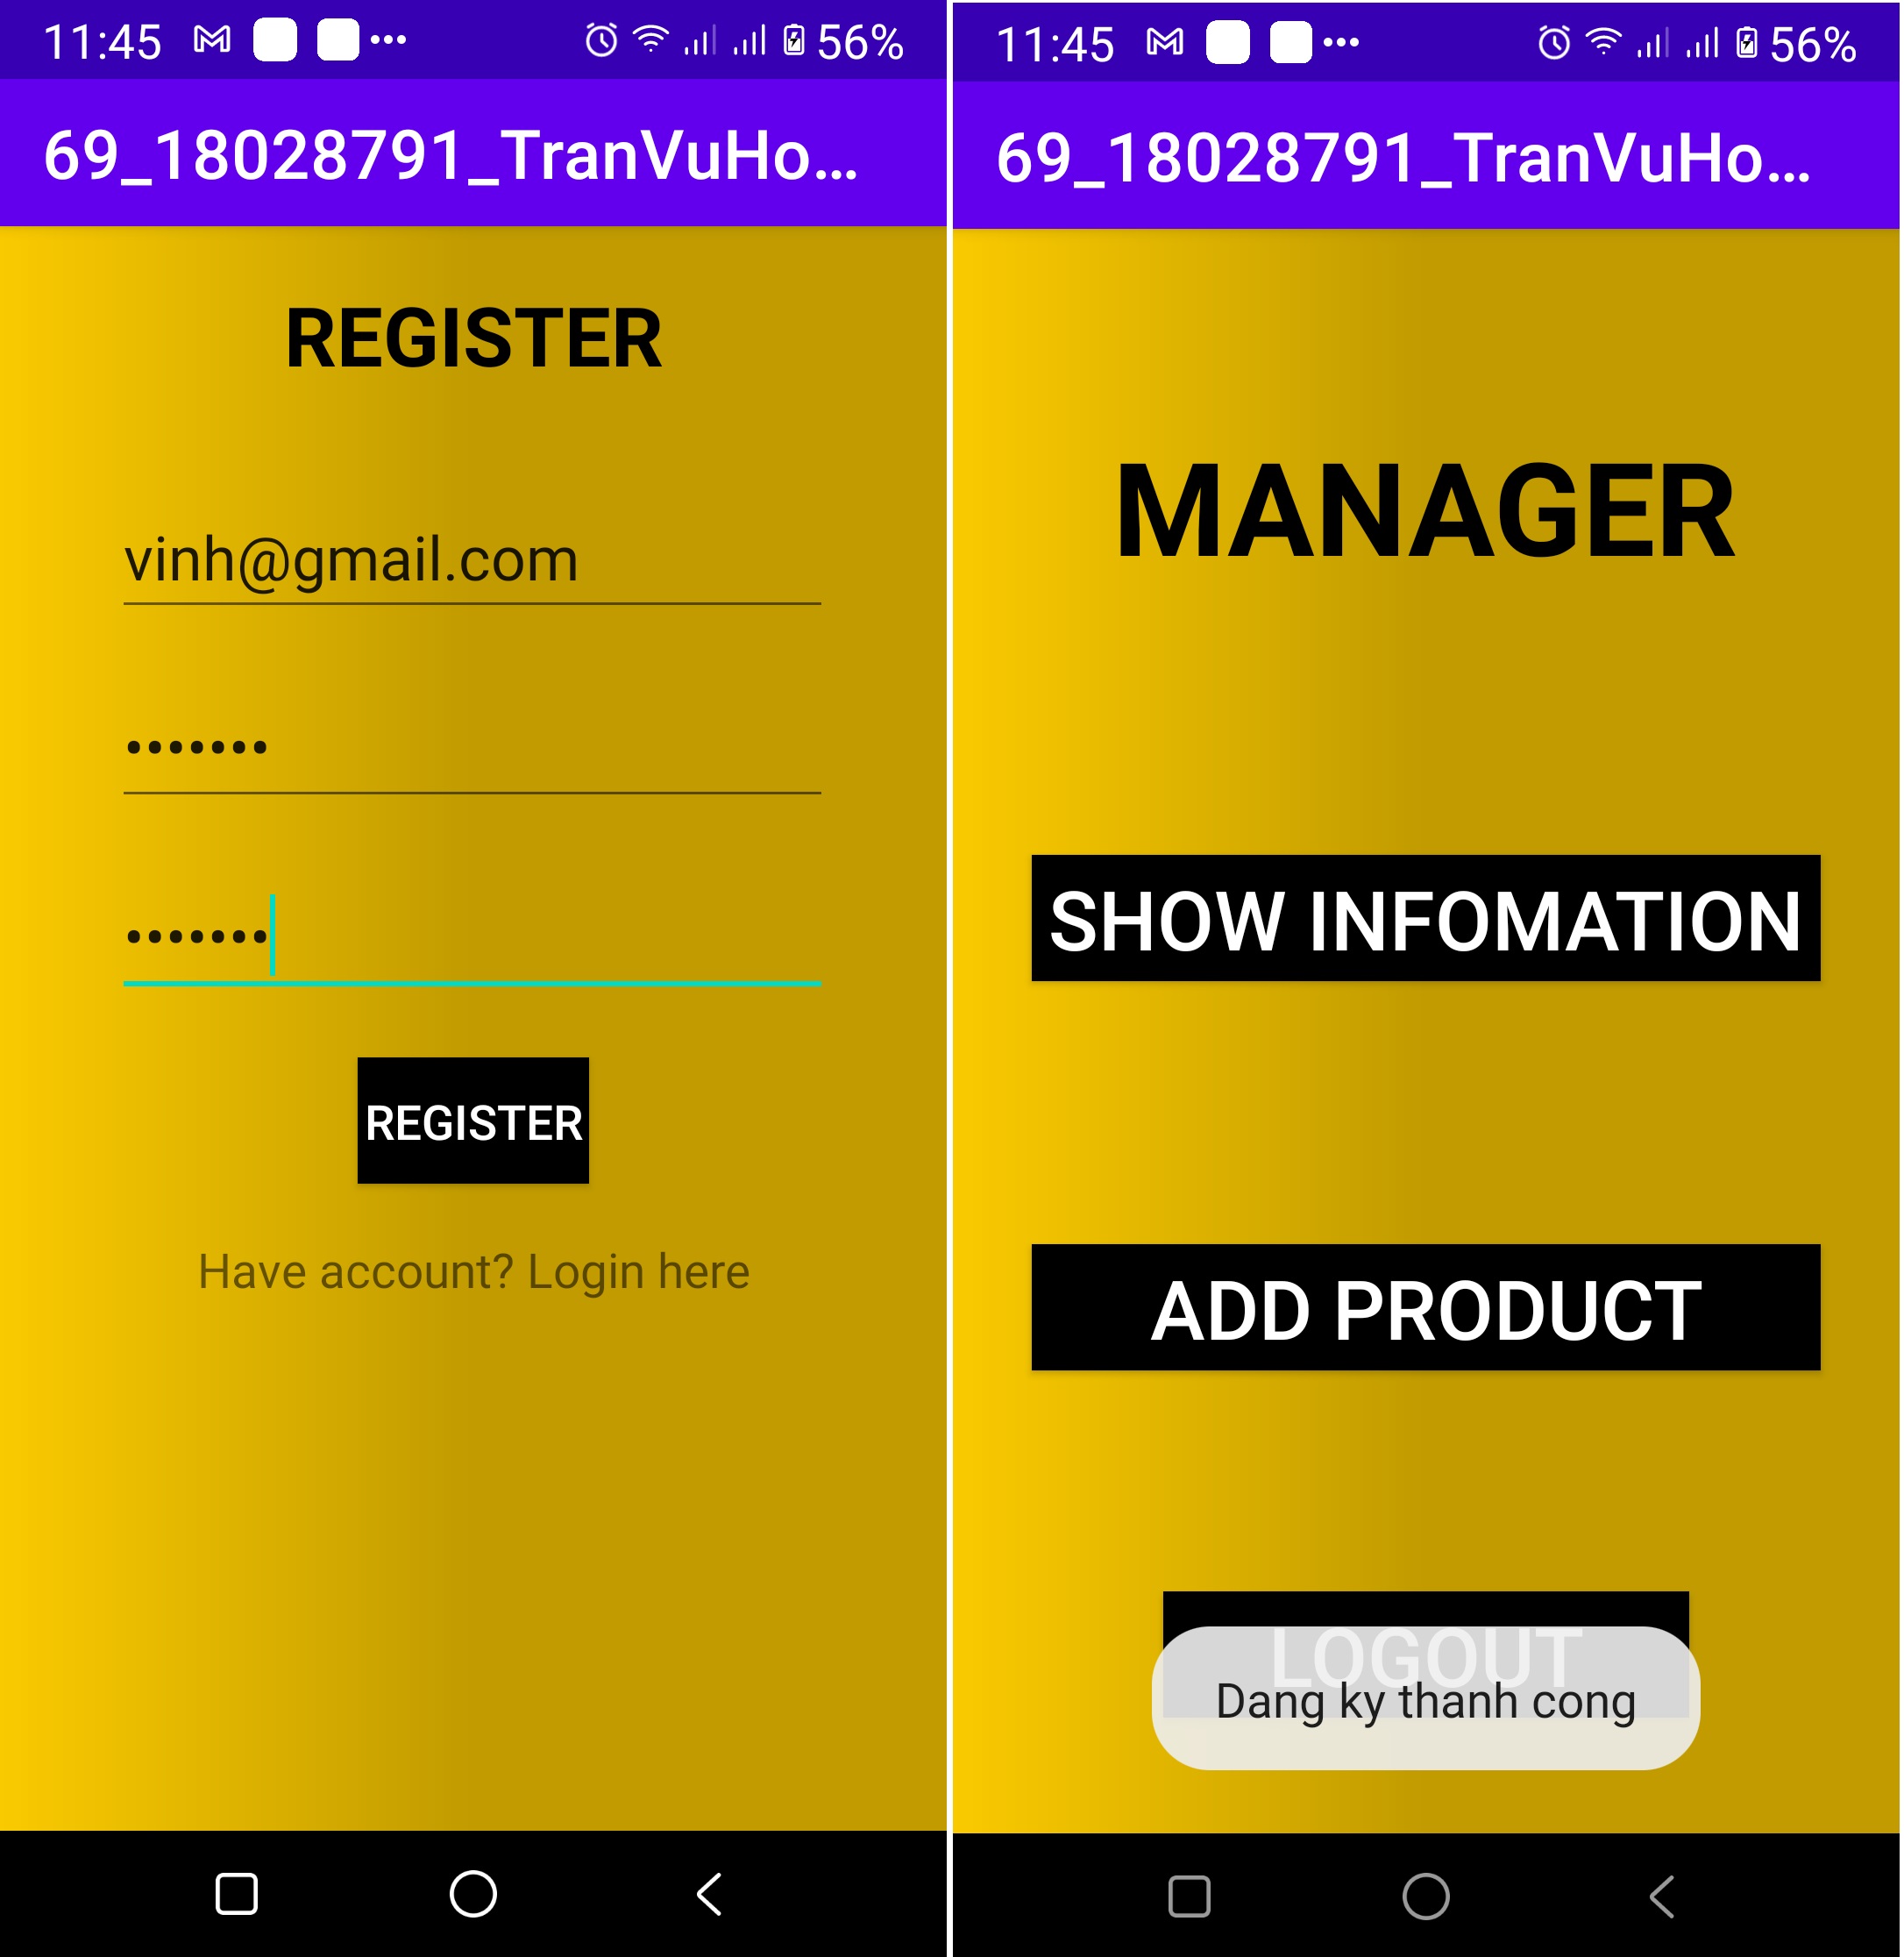 11:45 56%
69_18028791_TranVuHo...
REGISTER
vinh@gmail.com
•••••••
•••••••
REGISTER
Have account? Login here
11:45 56%
69_18028791_TranVuHo...
MANAGER
SHOW INFOMATION
ADD PRODUCT
LOGOUT
Dang ky thanh cong